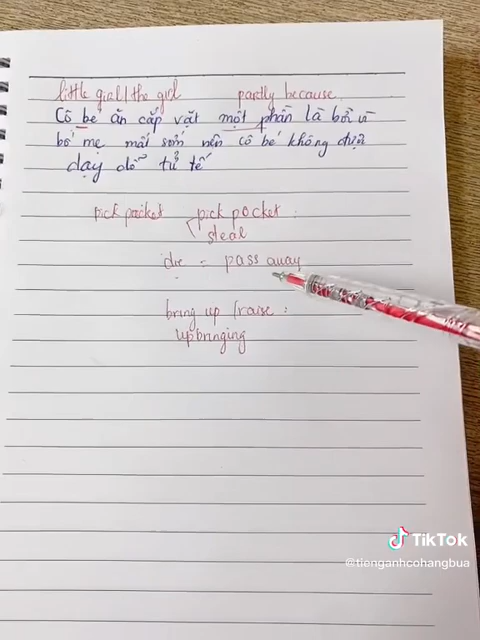 little girl / the girl partly because
Cô bé ăn cắp vặt một phần là bởi vì
bố mẹ mất sớm nên cô bé không được
dạy dỗ tử tế
pick pocket pick pocket :
steal
die = pass away
bring up / raise :
upbringing
TikTok
@tienganhcohangbua